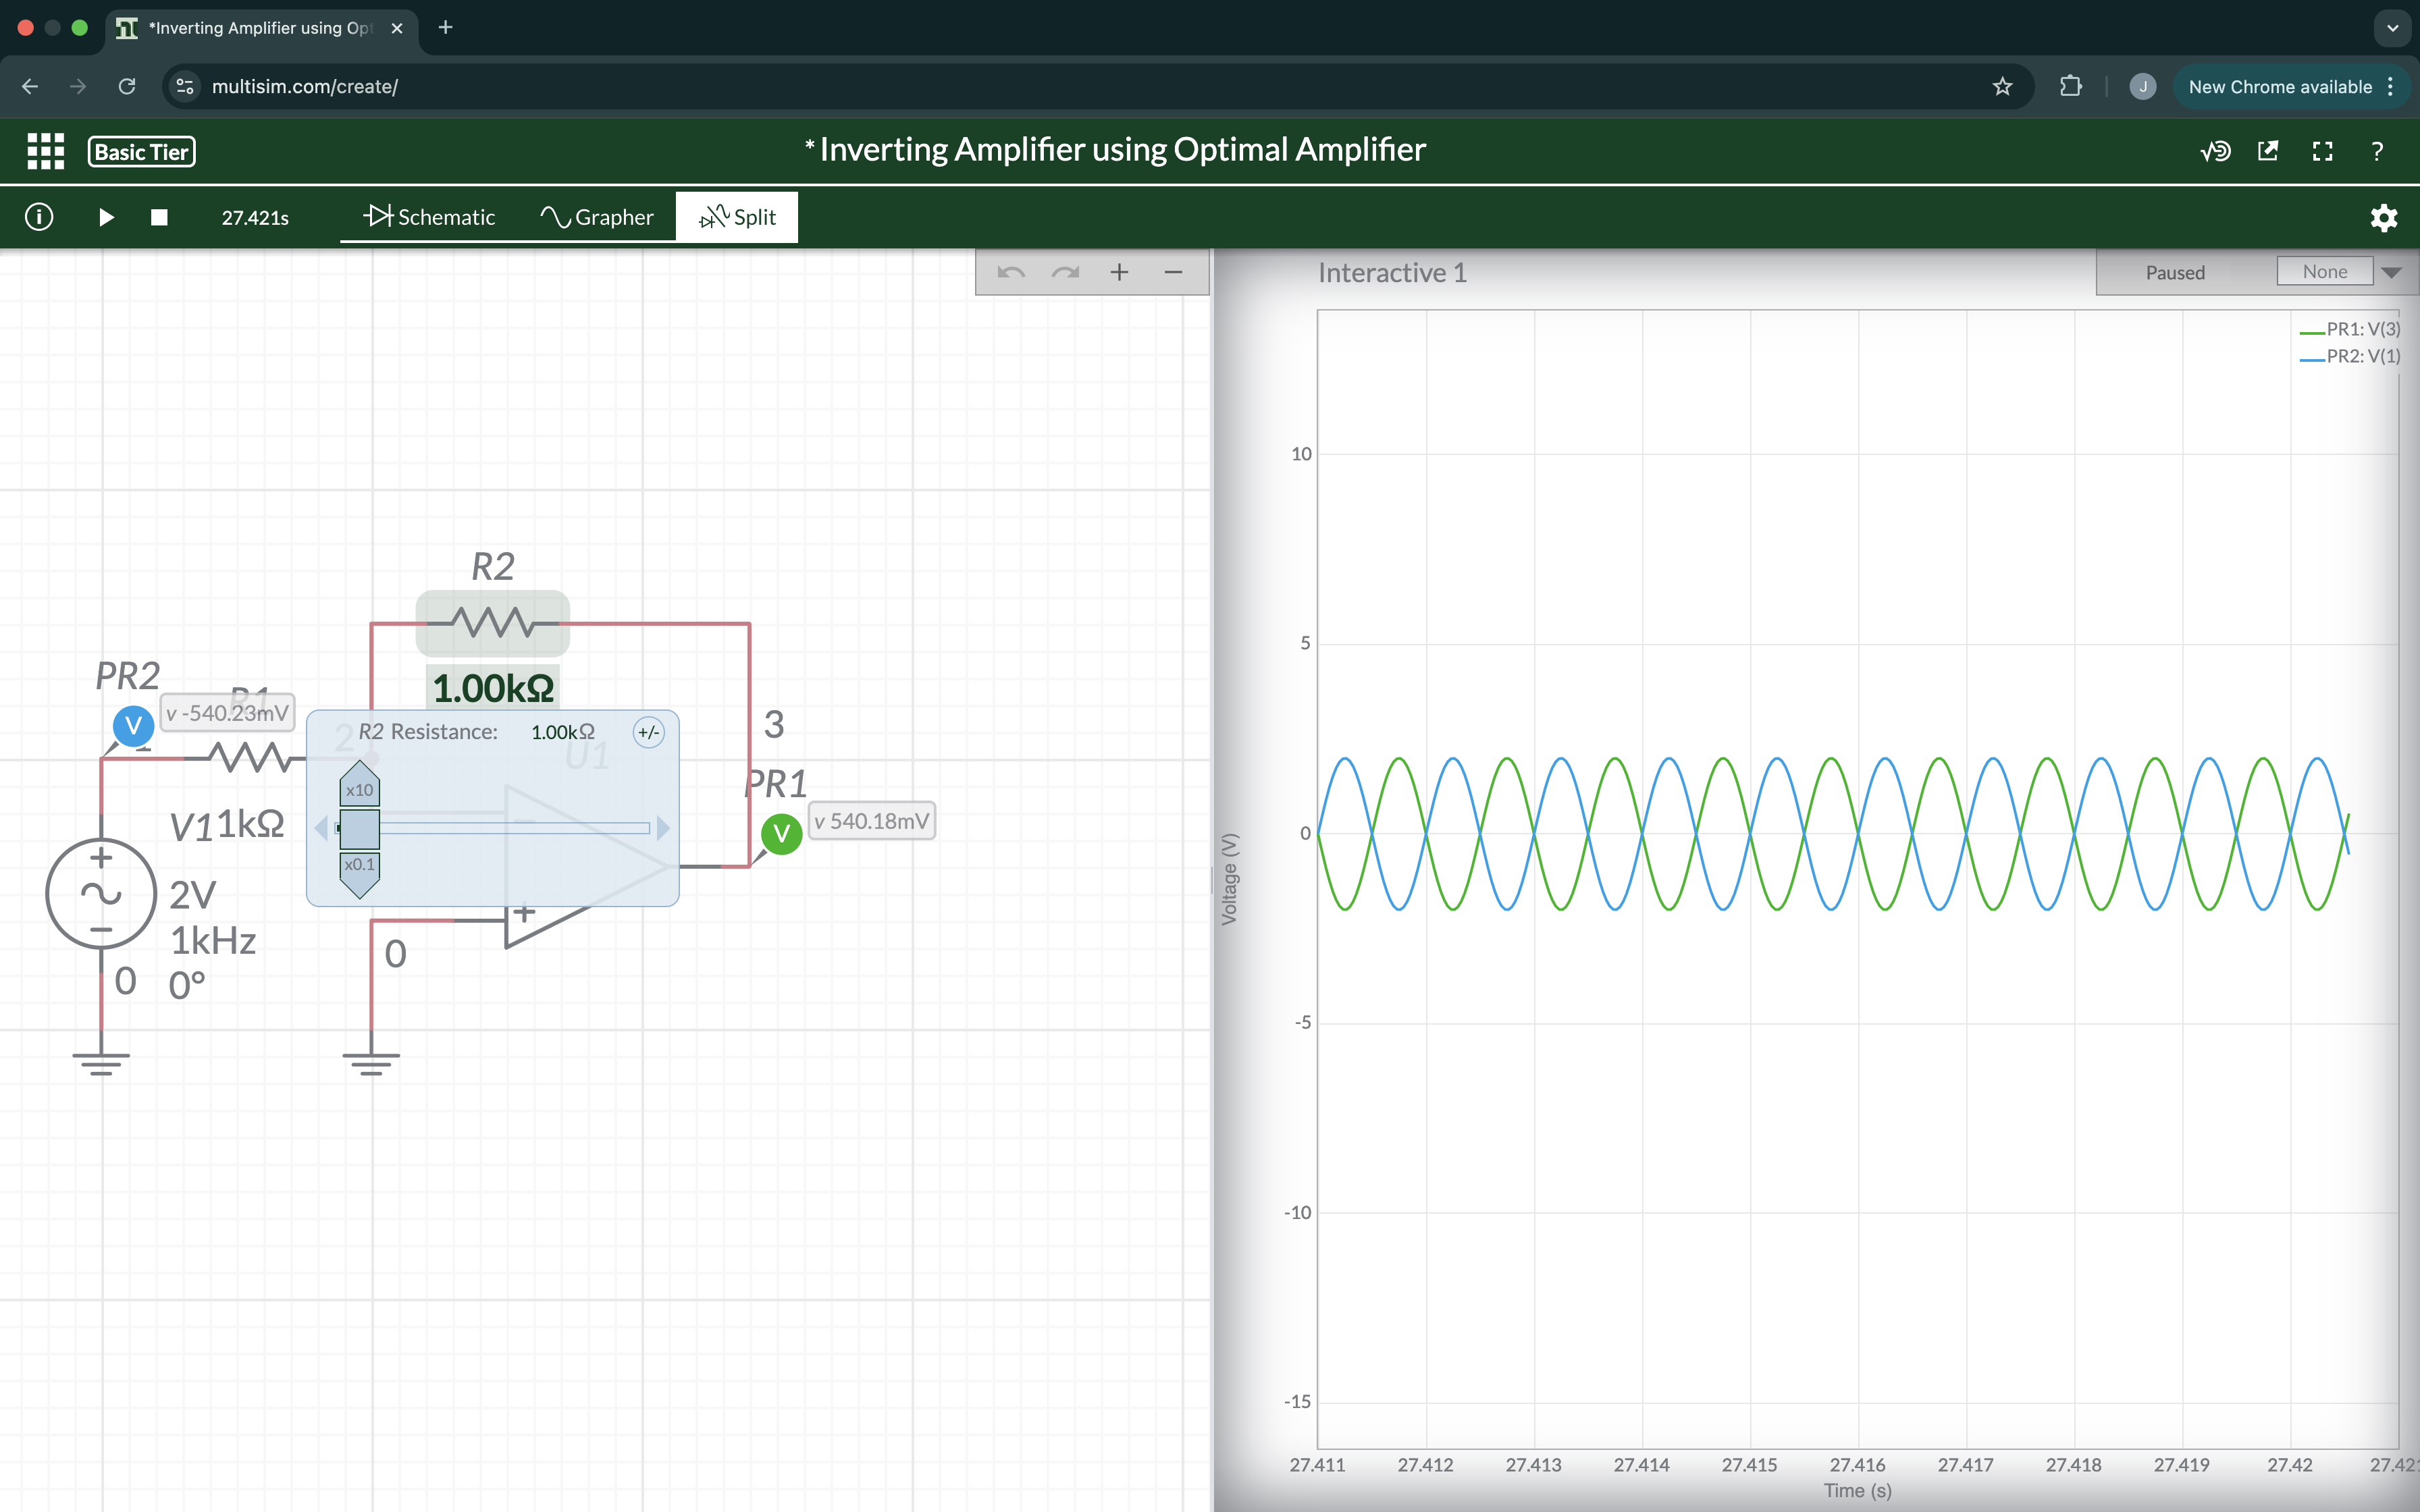 *Inverting Amplifier using Opt
multisim.com/create/
J
New Chrome available
Basic Tier
*Inverting Amplifier using Optimal Amplifier
?
i
27.421s
Schematic
Grapher
Split
Interactive 1
Paused
None
PR1: V(3)
PR2: V(1)
R2
1.00kΩ
PR2
R1
V
v -540.23mV
1
2
R2 Resistance: 1.00kΩ +/-
U1
3
x10
PR1
V
v 540.18mV
V1
1kΩ
x0.1
2V
1kHz
0°
0
0
10
5
0
-5
-10
-15
Voltage (V)
27.411 27.412 27.413 27.414 27.415 27.416 27.417 27.418 27.419 27.42
Time (s)